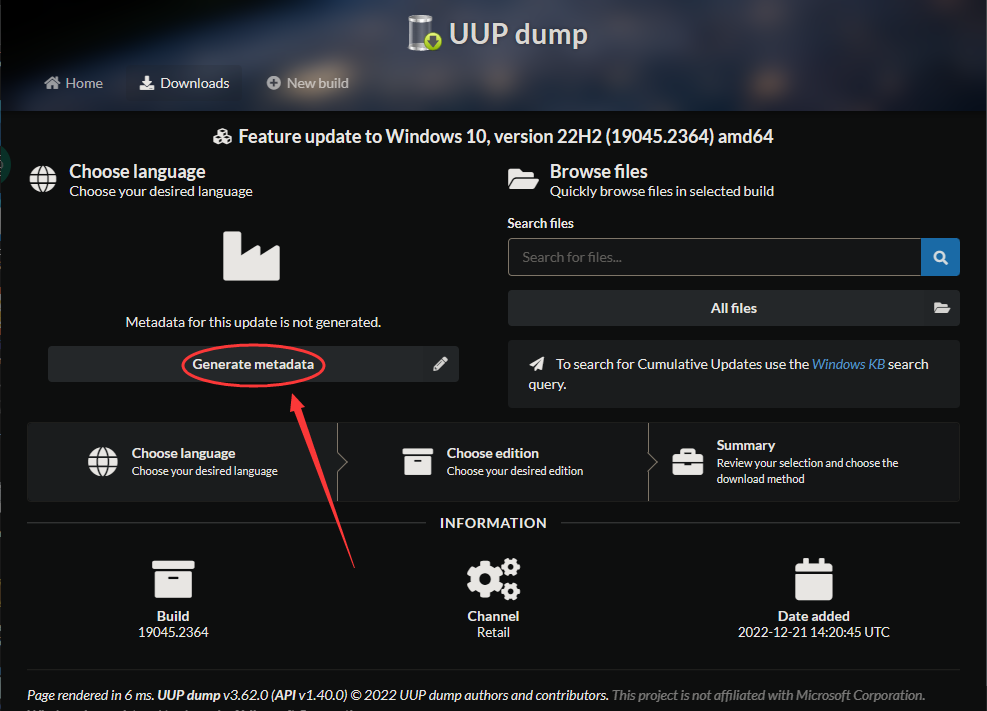 UUP dump
Home
Downloads
New build
Feature update to Windows 10, version 22H2 (19045.2364) amd64
Choose language
Choose your desired language
Metadata for this update is not generated.
Generate metadata
Browse files
Quickly browse files in selected build
Search files
Search for files...
All files
To search for Cumulative Updates use the Windows KB search
query.
Choose language
Choose your desired language
Choose edition
Choose your desired edition
Summary
Review your selection and choose the
download method
INFORMATION
Build
19045.2364
Channel
Retail
Date added
2022-12-21 14:20:45 UTC
Page rendered in 6 ms. UUP dump v3.62.0 (API v1.40.0) © 2022 UUP dump authors and contributors. This project is not affiliated with Microsoft Corporation.